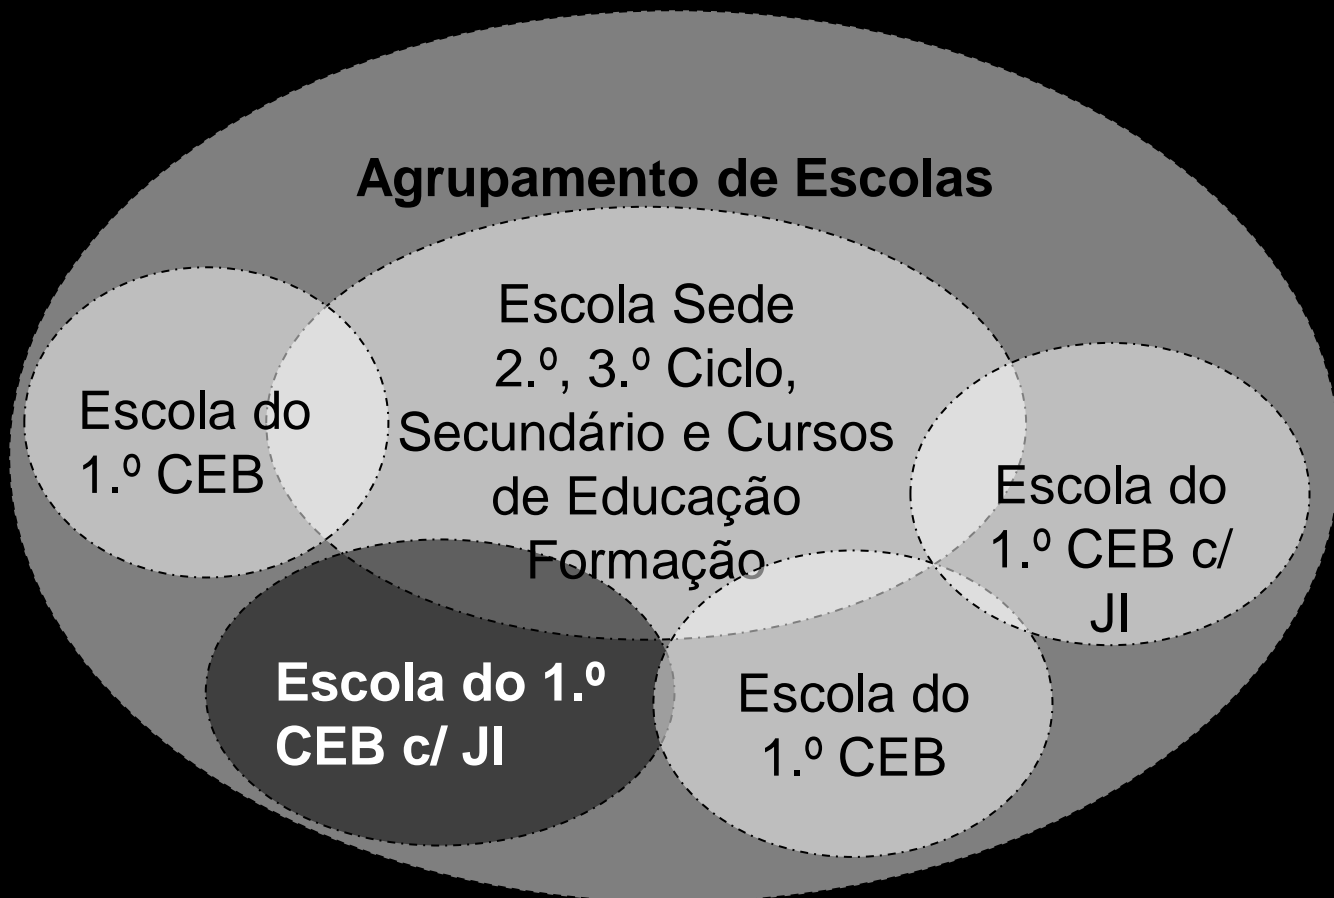 Agrupamento de Escolas
Escola Sede
2.º, 3.º Ciclo,
Secundário e Cursos
de Educação
Formação
Escola do
1.º CEB
Escola do
1.º CEB c/
JI
Escola do 1.º
CEB c/ JI
Escola do
1.º CEB